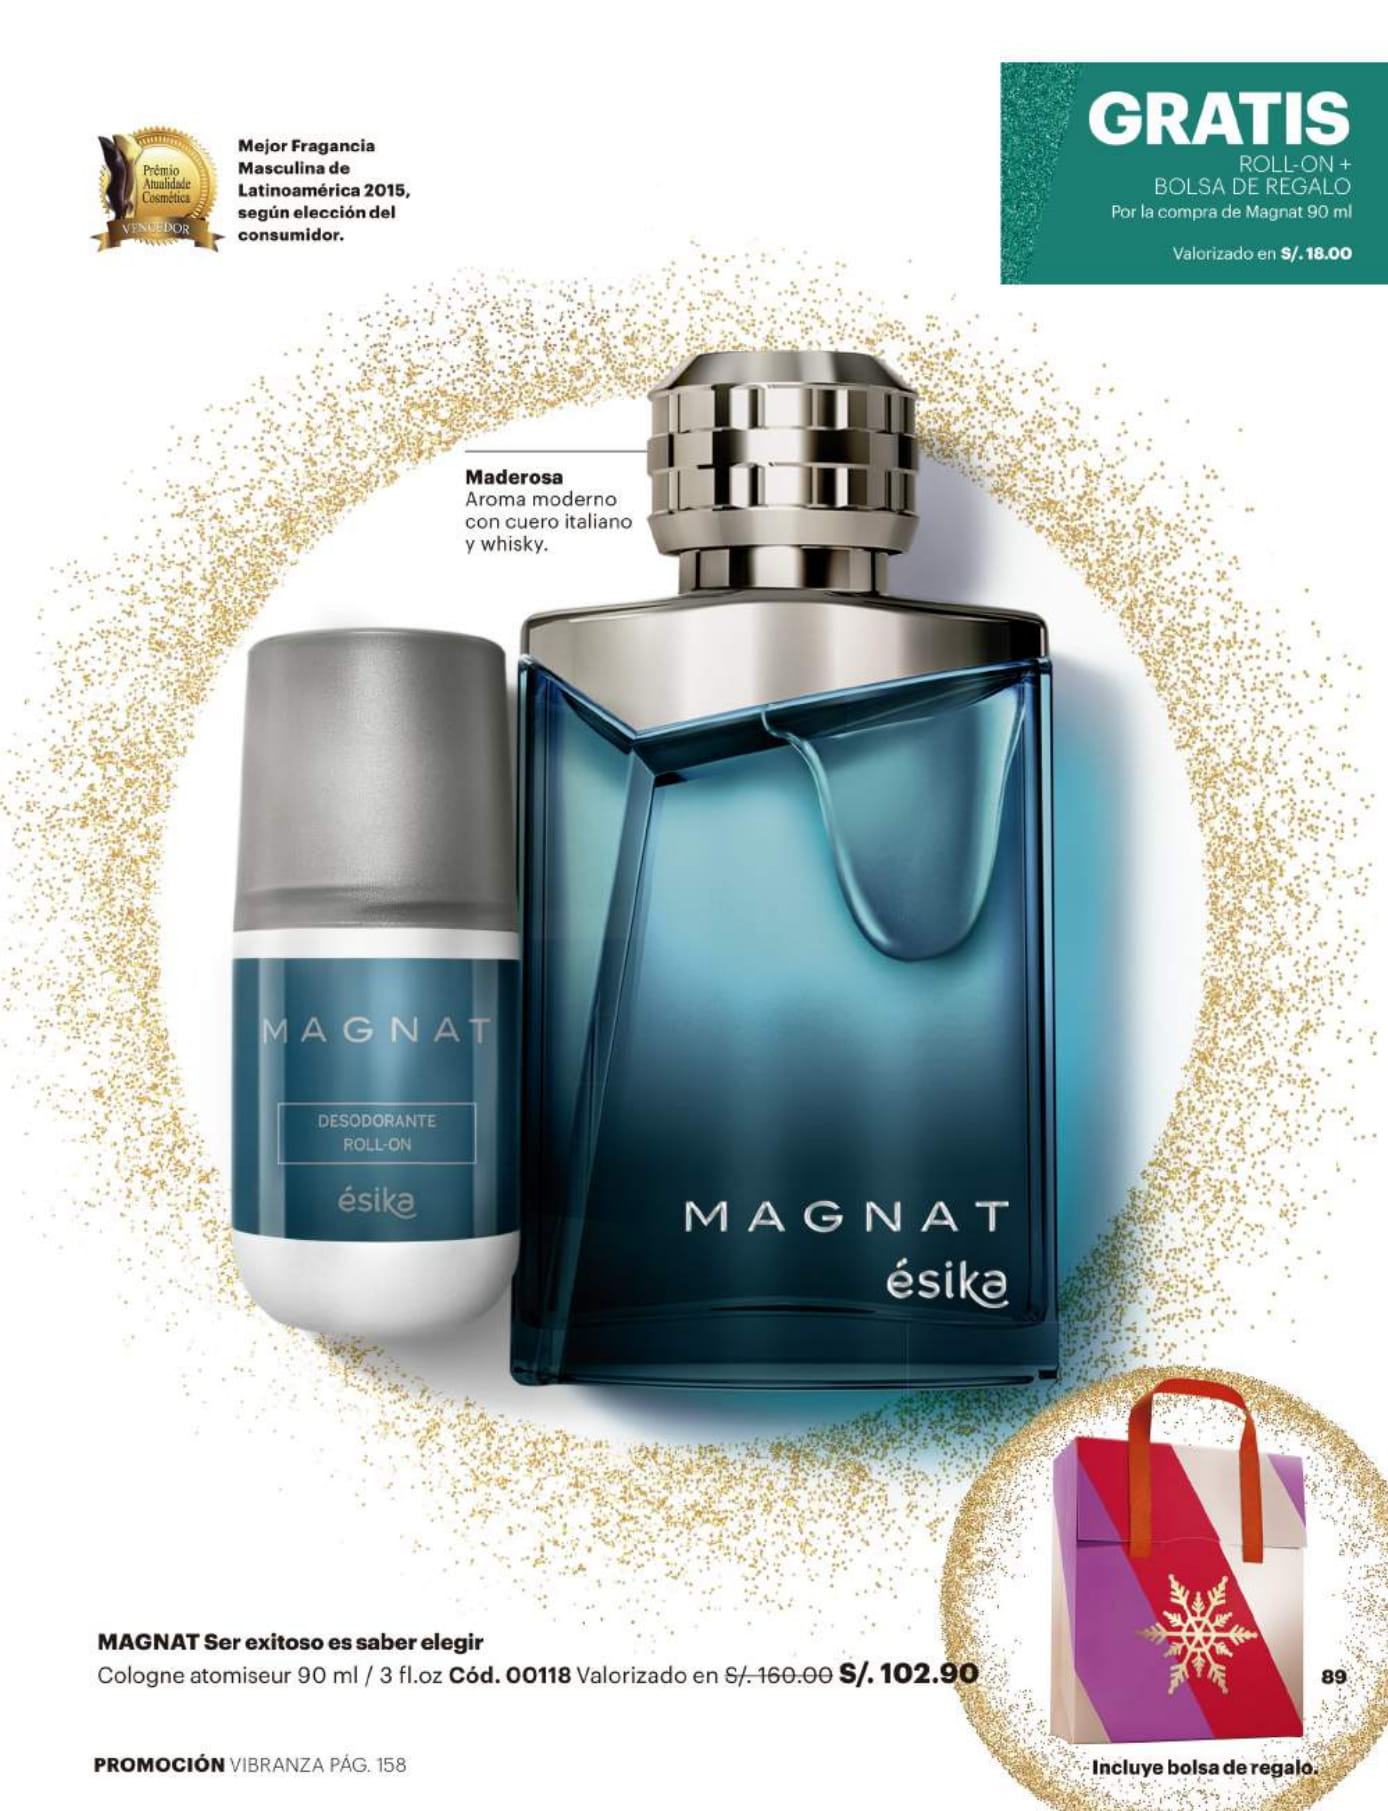 Prêmio
Atualidade
Cosmética
VENCEDOR
Mejor Fragancia
Masculina de
Latinoamérica 2015,
según elección del
consumidor.
GRATIS
ROLL-ON +
BOLSA DE REGALO
Por la compra de Magnat 90 ml
Valorizado en S/. 18.00
Maderosa
Aroma moderno
con cuero italiano
y whisky.
MAGNAT
DESODORANTE
ROLL-ON
ésika
MAGNAT
ésika
MAGNAT Ser exitoso es saber elegir
Cologne atomiseur 90 ml / 3 fl.oz Cód. 00118 Valorizado en S/. 160.00 S/. 102.90
89
PROMOCIÓN VIBRANZA PÁG. 158
Incluye bolsa de regalo.